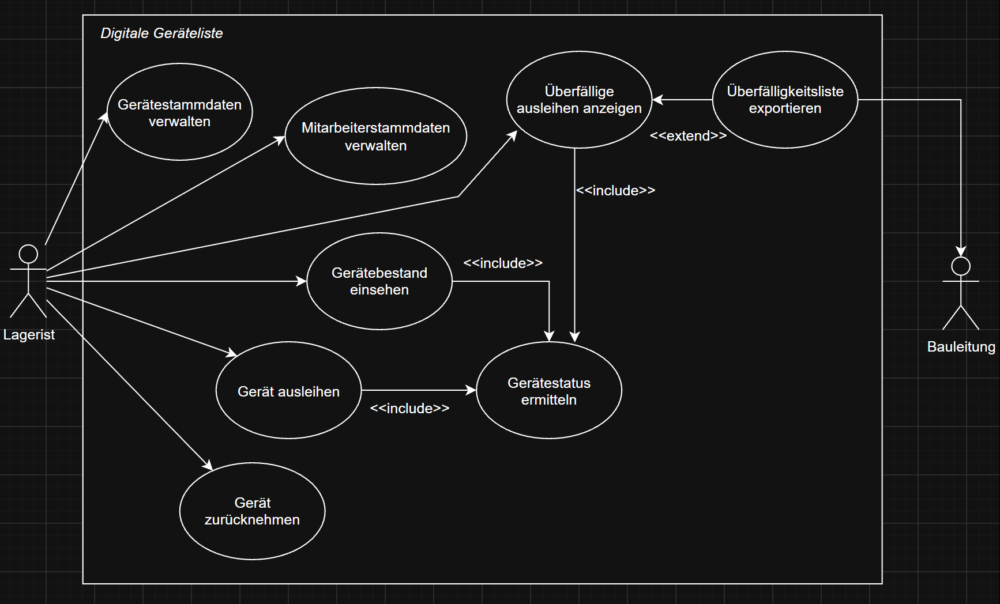 Digitale Geräteliste
Gerätestammdaten
verwalten
Mitarbeiterstammdaten
verwalten
Überfällige
ausleihen anzeigen
Überfälligkeitsliste
exportieren
<<extend>>
<<include>>
Gerätebestand
einsehen
<<include>>
Lagerist
Bauleitung
Gerät ausleihen
<<include>>
Gerätestatus
ermitteln
Gerät
zurücknehmen